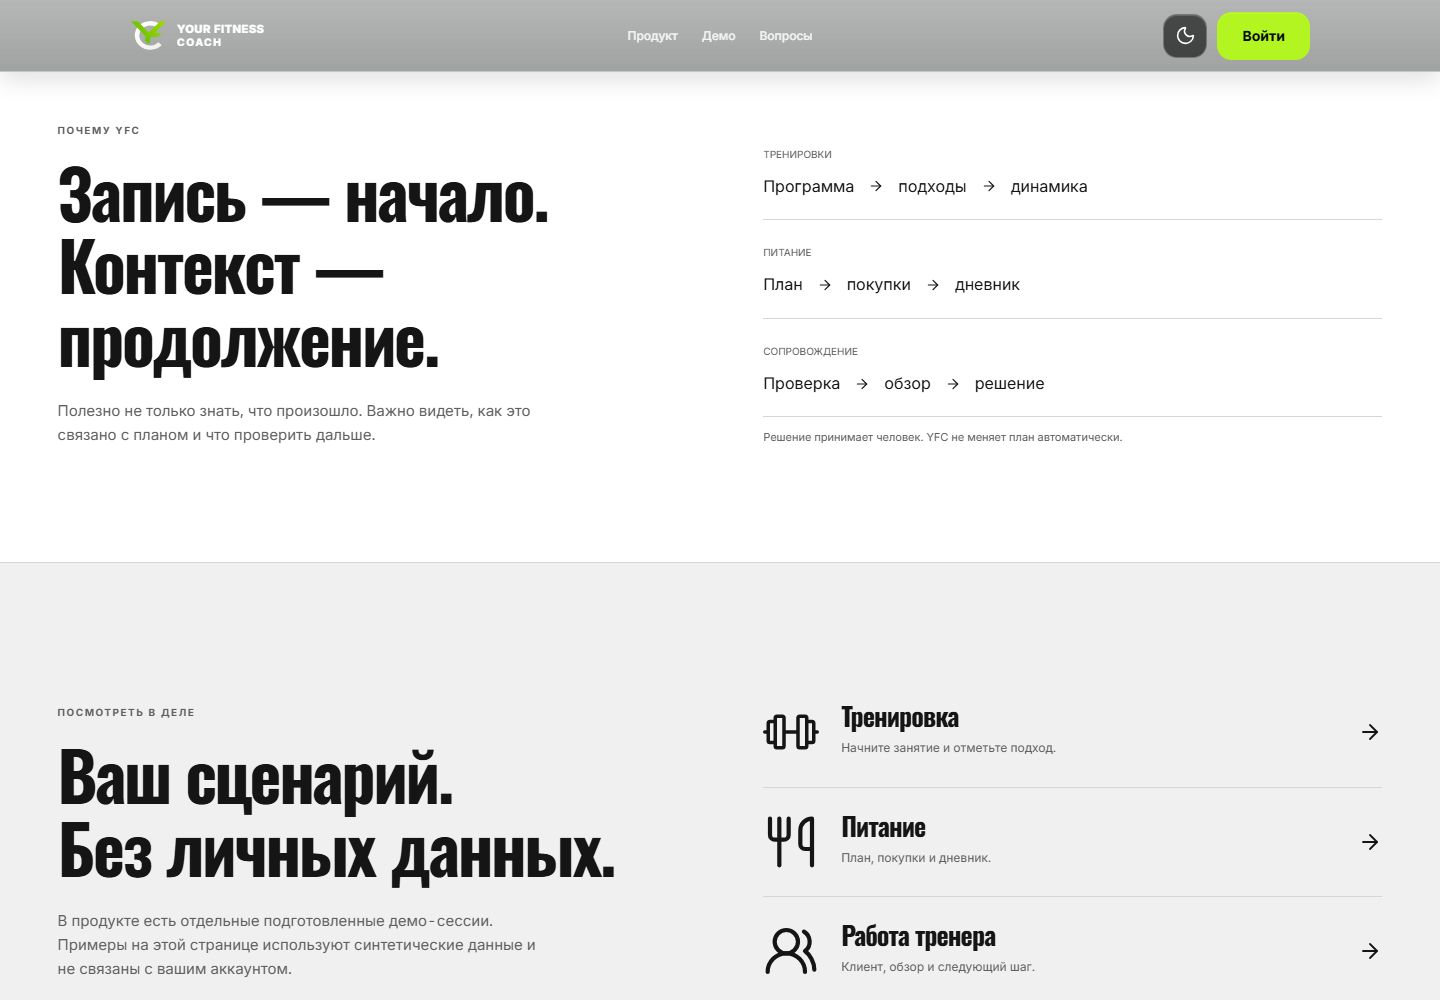 YOUR FITNESS
COACH
Продукт Демо Вопросы
Войти
ПОЧЕМУ YFC
Запись — начало.
Контекст —
продолжение.
Полезно не только знать, что произошло. Важно видеть, как это
связано с планом и что проверить дальше.
ТРЕНИРОВКИ
Программа → подходы → динамика
ПИТАНИЕ
План → покупки → дневник
СОПРОВОЖДЕНИЕ
Проверка → обзор → решение
Решение принимает человек. YFC не меняет план автоматически.
ПОСМОТРЕТЬ В ДЕЛЕ
Ваш сценарий.
Без личных данных.
В продукте есть отдельные подготовленные демо-сессии.
Примеры на этой странице используют синтетические данные и
не связаны с вашим аккаунтом.
Тренировка
Начните занятие и отметьте подход.
Питание
План, покупки и дневник.
Работа тренера
Клиент, обзор и следующий шаг.